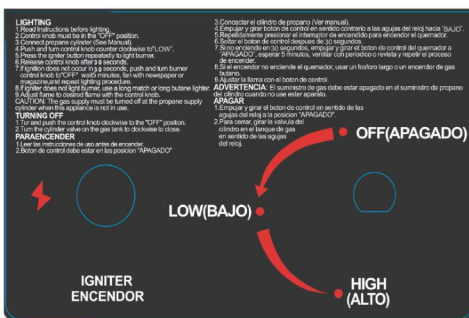 LIGHTING
1.Read Instructions before lighting.
2.Control knob must be in the "OFF" position.
3.Connect propane cylinder (See Manual).
4.Push and turn control knob counter clockwise to"LOW".
5.Press the igniter button repeatedly to light burner.
6.Release control knob after 30 seconds.
7.If ignition does not occur in 30 seconds, push and turn burner
control knob to"OFF" wait5 minutes, fan with newspaper or
magazine,and repeat lighting procedure.
8.If igniter does not light burner, use a long match or long butane lighter.
9.Adjust flame to desired flame with the control knob.
CAUTION: The gas supply must be turned off at the propane supply
cylinder when this appliance is not in use.
TURNING OFF
1.Tur end push the control knob clockwise to the "OFF" position.
2.Turn the cylinder valve on the gas tank to clockwise to close.
PARAENCENDER
1.Leer las instrucciones de uso antes de encender.
2.Boton de control debe estar en las posicion "APAGADO"
3.Concectar el cilindro de propano (Ver manual).
4.Empujar y girar boton de control en sentido contrario a las agujas del reloj hacia "BAJO".
5.Repetidamente presionar el interruptor de encendido para encendor el quemador.
6.Soltar el boton de control despues de 30 segundos.
7.Si no enciende en 30 segundos, empujar y girar boton de control del quemador a
"APAGADO", esperar 5 minutos, ventilar con periodico o revista y repetir el proceso
de encender.
8.Si el encendor no enciende el quemador, usar un fosforo largo o un encendor de gas
butano.
9.Ajustar la llama con el boton de control.
ADVERTENCIA: El suministro de gas debe estar apagado en el suministro de propano
del cilindro cuando no use ester aparato.
APAGAR
1.Empujar y girar el boton de control en sentido de las
agujas del reloj a la posicion "APAGADO".
2.Para cerrar, girar la valvula del
cilindro en el tanque de gas
en sentido de las agujas
del reloj.
OFF(APAGADO)
LOW(BAJO)
HIGH
(ALTO)
IGNITER
ENCENDOR